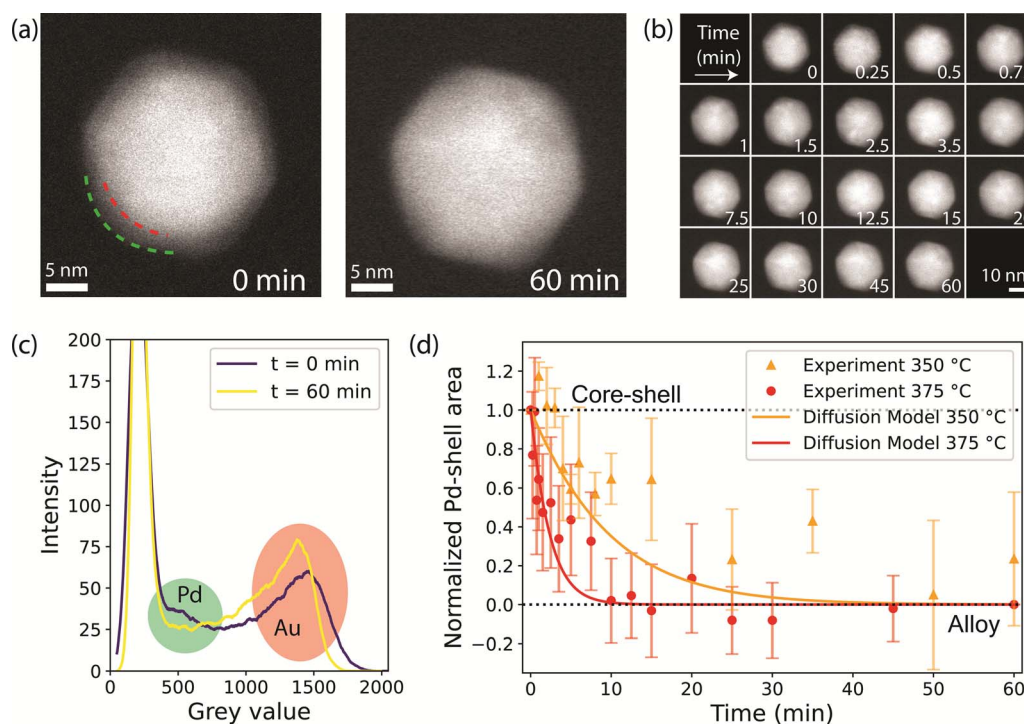 (a)
5 nm
0 min
5 nm
60 min
(b)
Time
(min)
0
0.25
0.5
0.7
1
1.5
2.5
3.5
7.5
10
12.5
15
2
25
30
45
60
10 nm
(c)
200
175
150
125
100
75
50
25
0
Intensity
t = 0 min
t = 60 min
Pd
Au
0
500
1000
1500
2000
Grey value
(d)
Normalized Pd-shell area
1.2
1.0
0.8
0.6
0.4
0.2
0.0
−0.2
Core-shell
Experiment 350 °C
Experiment 375 °C
Diffusion Model 350 °C
Diffusion Model 375 °C
Alloy
0
10
20
30
40
50
60
Time (min)